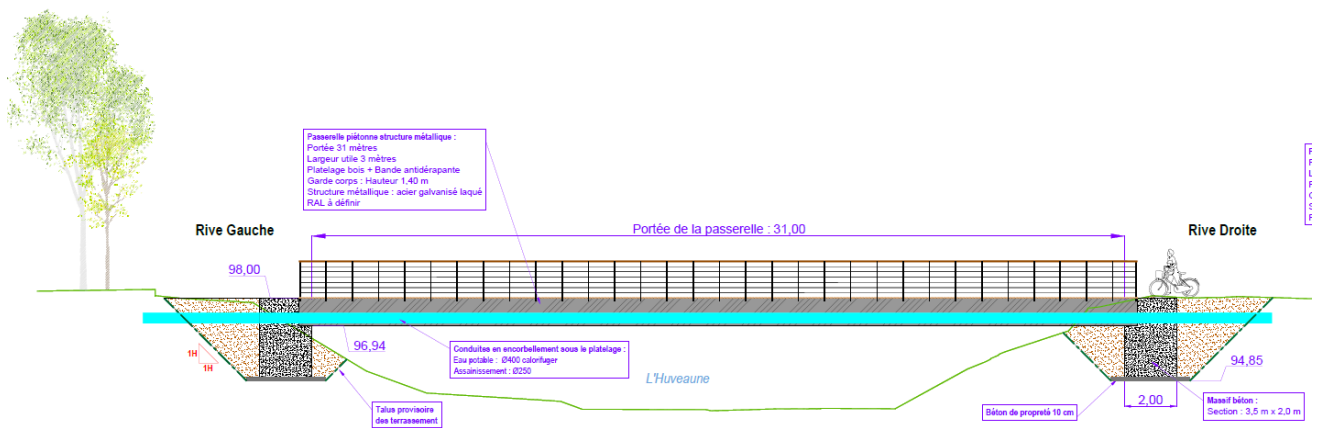 Passerelle piètonne structure métallique :
Portée 31 mètres
Largeur utile 3 mètres
Platelage bois + Bande antidérapante
Garde corps : Hauteur 1,40 m
Structure métallique : acier galvanisé laqué
RAL à définir
Rive Gauche
Portée de la passerelle : 31,00
Rive Droite
98,00
96,94
1H
1H
Conduites en encorbellement sous le platelage :
Eau potable : Ø400 calorifuger
Assainissement : Ø250
L'Huveaune
94,85
Talus provisoire
des terrassement
Béton de propreté 10 cm
2,00
Massif béton :
Section : 3,5 m x 2,0 m